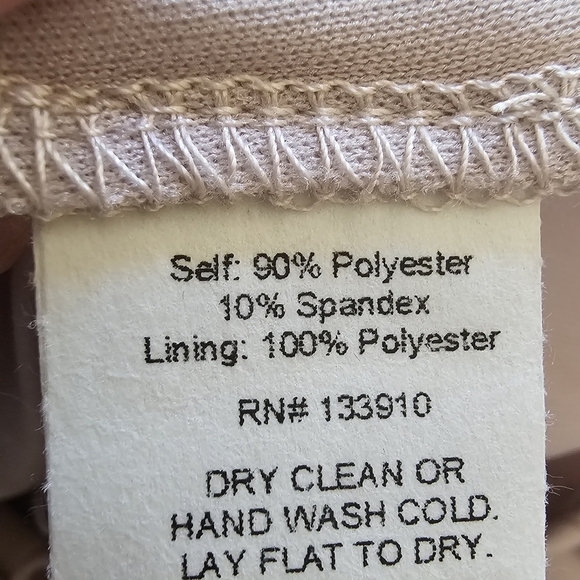 Self: 90% Polyester
10% Spandex
Lining: 100% Polyester
RN# 133910
DRY CLEAN OR
HAND WASH COLD.
LAY FLAT TO DRY.